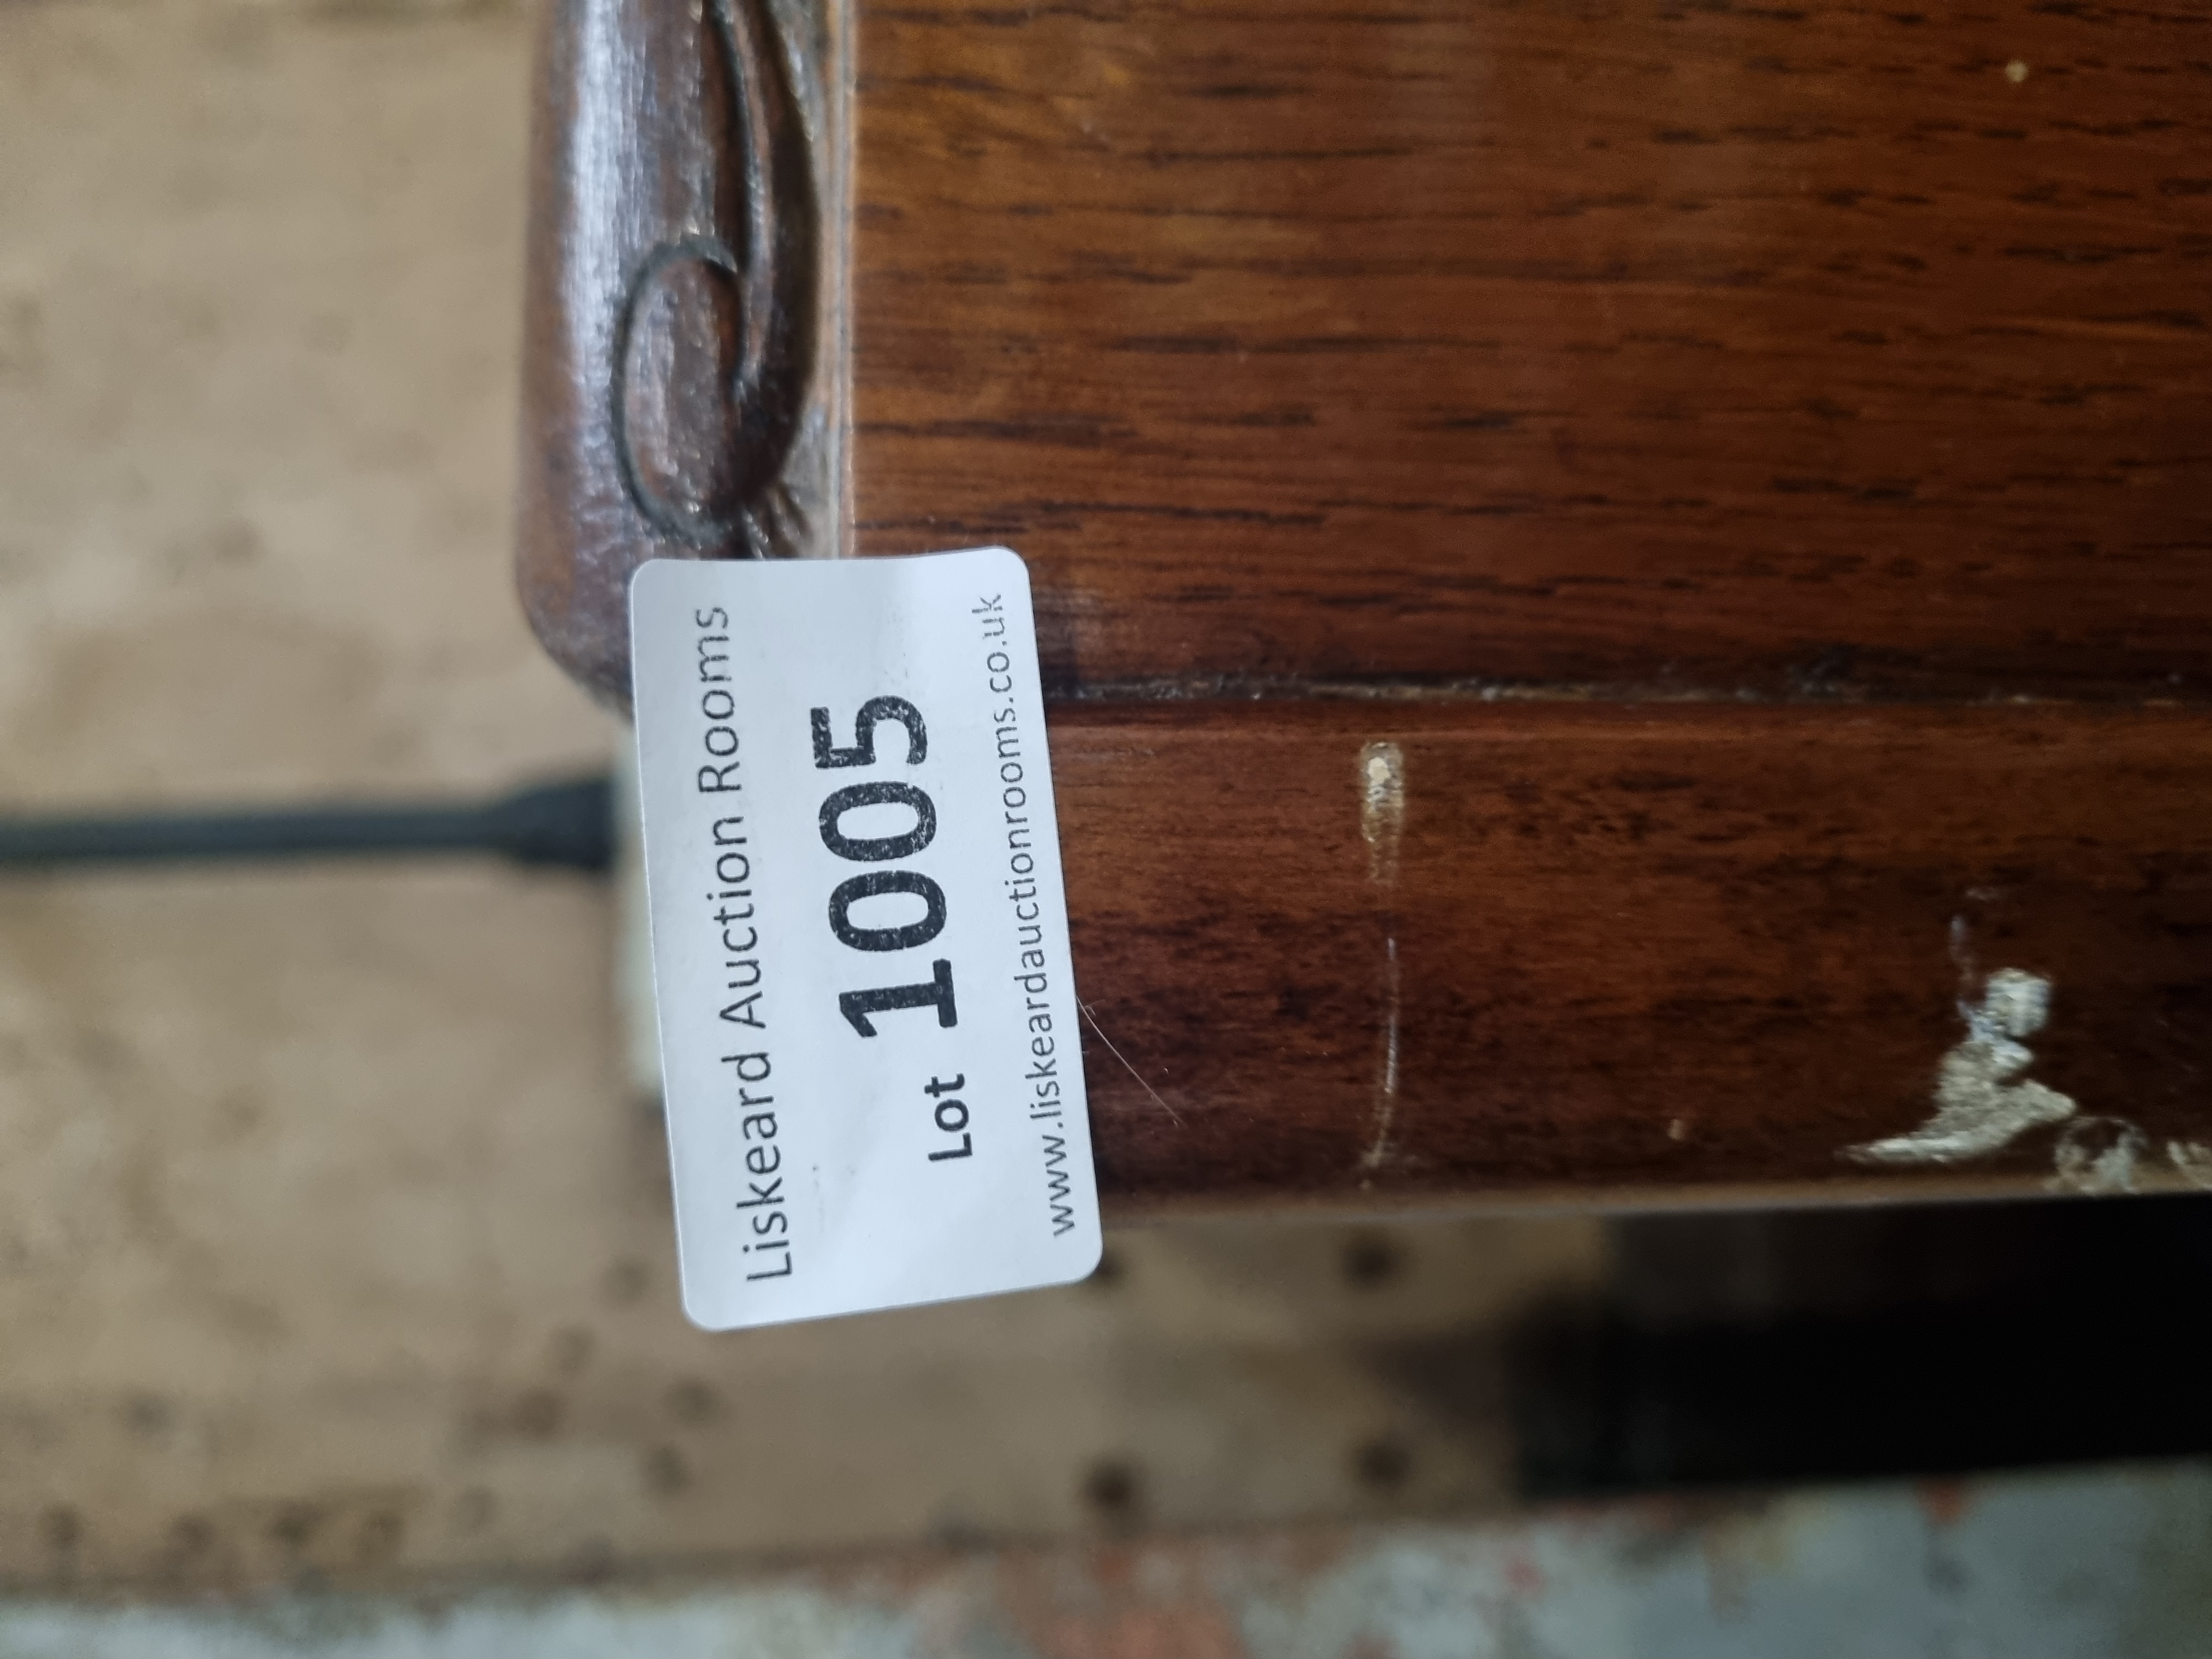 Liskeard Auction Rooms
Lot 1005
www.liskeardauctionrooms.co.uk